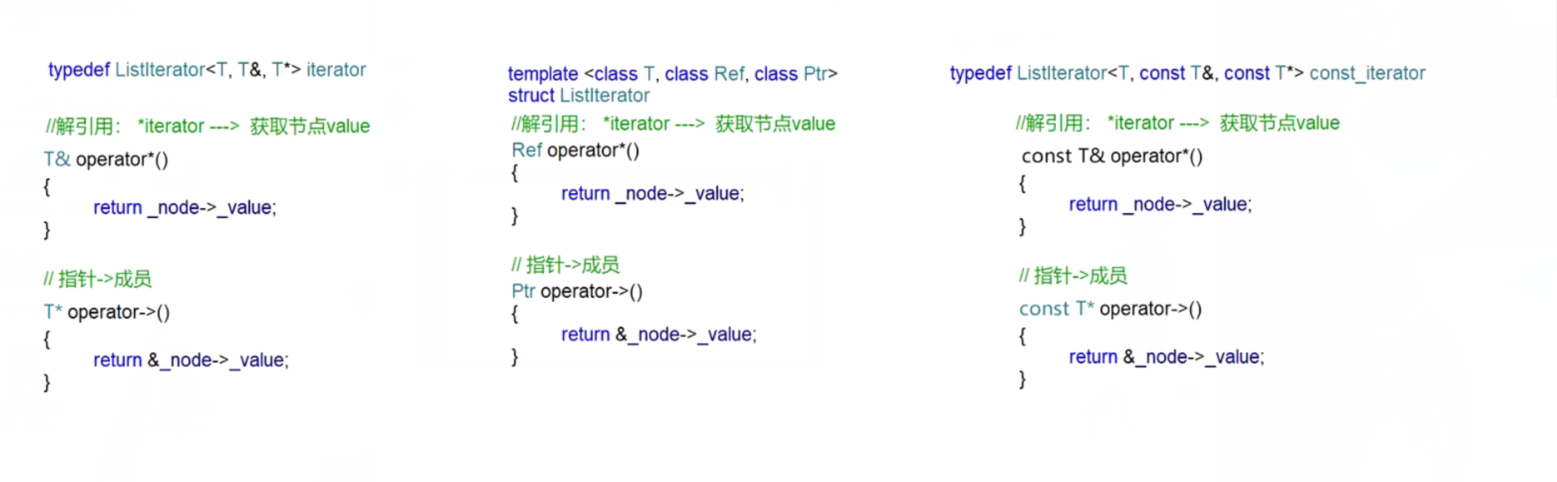 typedef ListIterator<T, T&, T*> iterator
//解引用： *iterator ---> 获取节点value
T& operator*()
{
return _node->_value;
}
// 指针->成员
T* operator->()
{
return &_node->_value;
}
template <class T, class Ref, class Ptr>
struct ListIterator
//解引用： *iterator ---> 获取节点value
Ref operator*()
{
return _node->_value;
}
// 指针->成员
Ptr operator->()
{
return &_node->_value;
}
typedef ListIterator<T, const T&, const T*> const_iterator
//解引用： *iterator ---> 获取节点value
const T& operator*()
{
return _node->_value;
}
// 指针->成员
const T* operator->()
{
return &_node->_value;
}